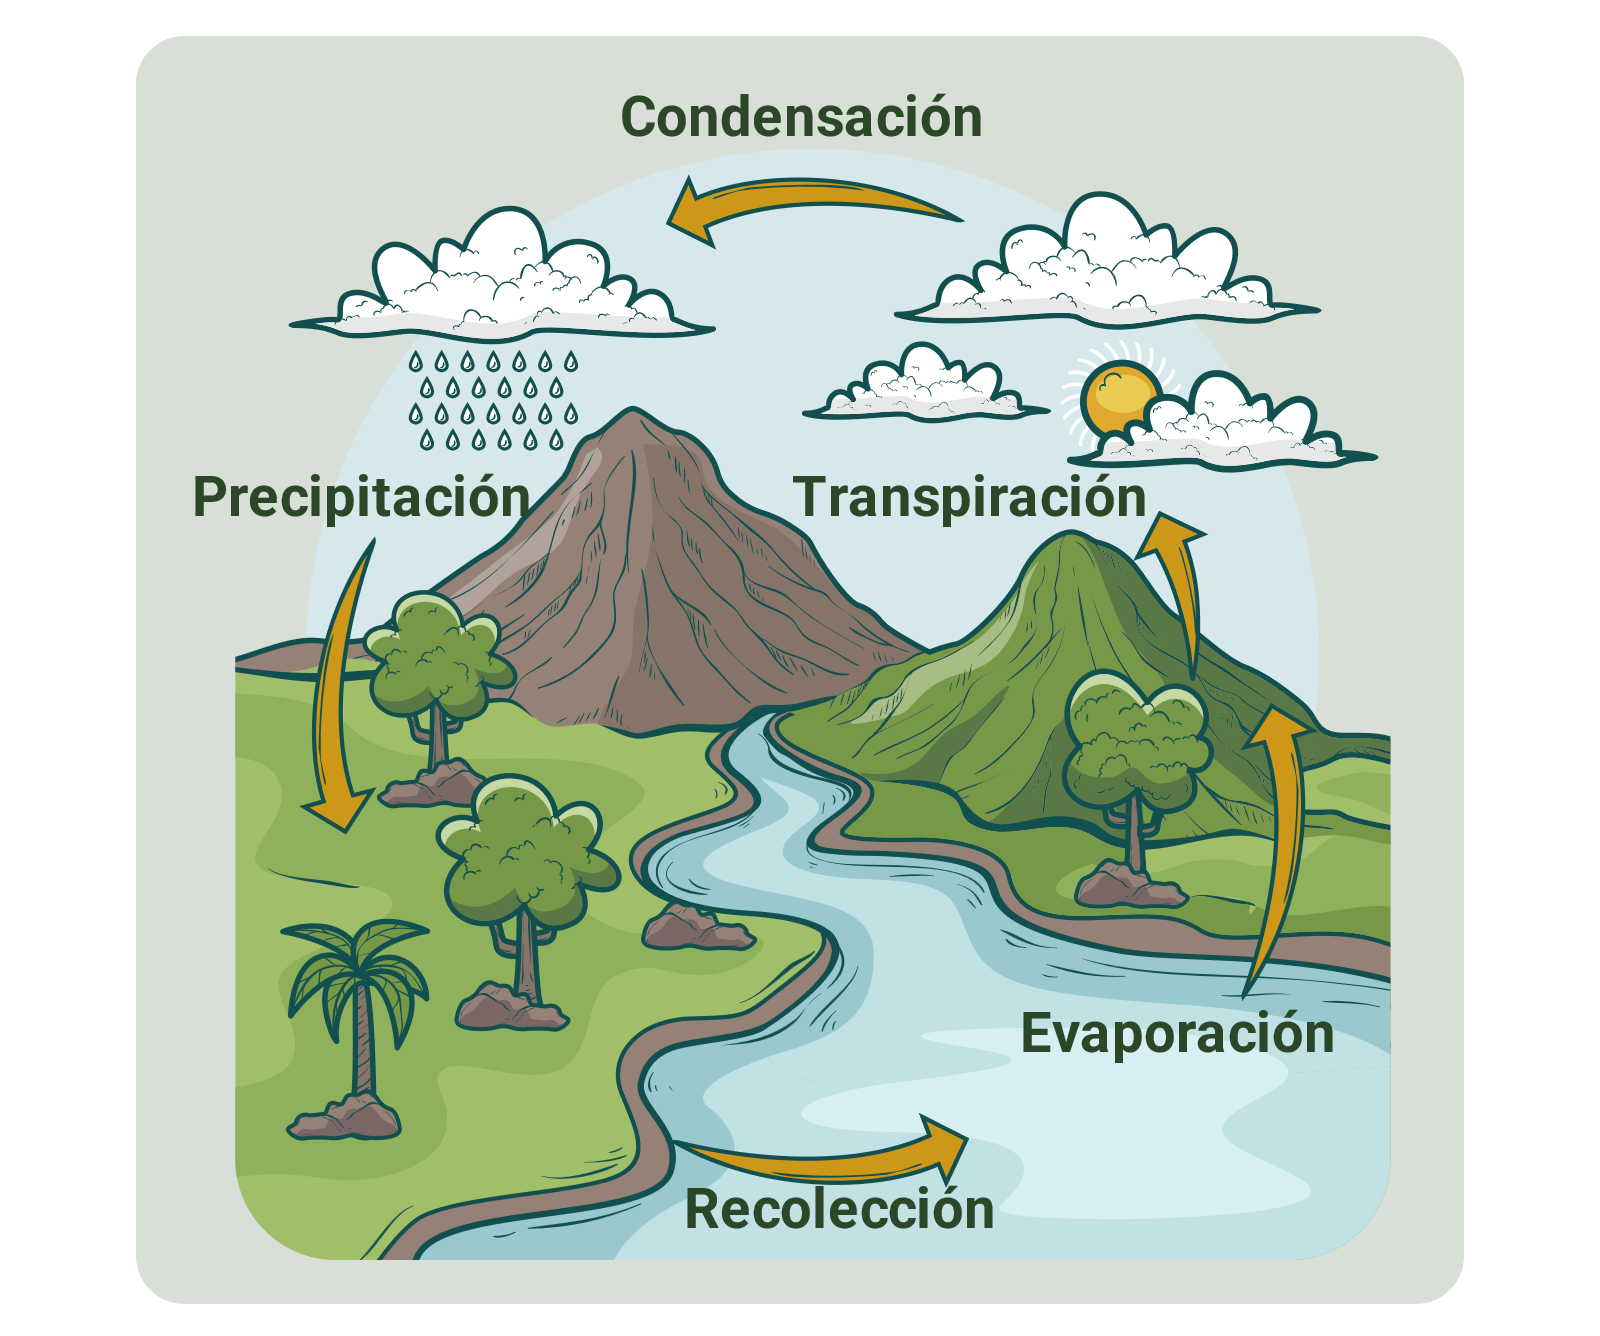 Condensación
Precipitación
Transpiración
Evaporación
Recolección